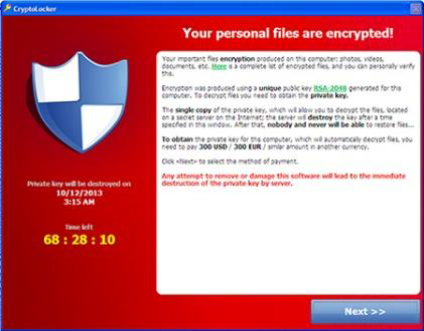 CryptoLocker
Your personal files are encrypted!
Your important files encryption produced on this computer: photos, videos,
documents, etc. Here is a complete list of encrypted files, and you can personally verify
this.
Encryption was produced using a unique public key RSA-2048 generated for this
computer. To decrypt files you need to obtain the private key.
The single copy of the private key, which will allow you to decrypt the files, located
on a secret server on the Internet; the server will destroy the key after a time
specified in this window. After that, nobody and never will be able to restore files...
To obtain the private key for this computer, which will automatically decrypt files, you
need to pay 300 USD / 300 EUR / similar amount in another currency.
Click «Next» to select the method of payment.
Any attempt to remove or damage this software will lead to the immediate
destruction of the private key by server.
Private key will be destroyed on
10/12/2013
3:15 AM
Time left
68 : 28 : 10
Next >>